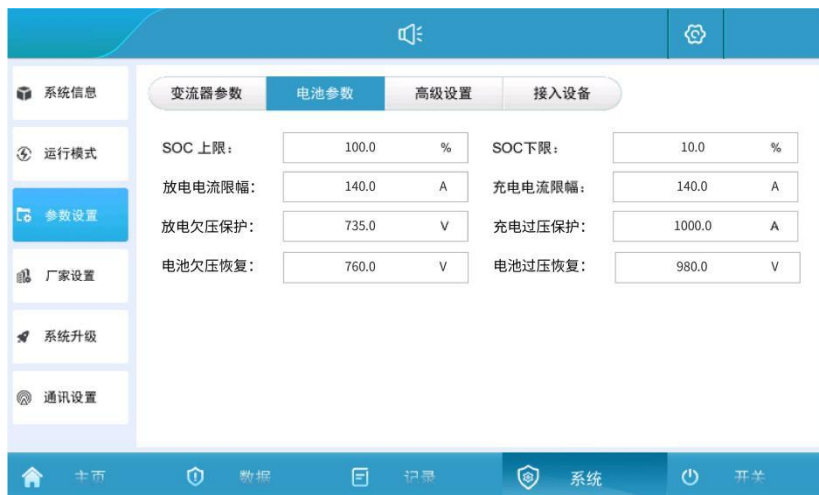 系统信息
运行模式
参数设置
厂家设置
系统升级
通讯设置
变流器参数 电池参数 高级设置 接入设备
SOC 上限： 100.0 % SOC下限： 10.0 %
放电电流限幅： 140.0 A 充电电流限幅： 140.0 A
放电欠压保护： 735.0 V 充电过压保护： 1000.0 A
电池欠压恢复： 760.0 V 电池过压恢复： 980.0 V
主页 数据 记录 系统 开关